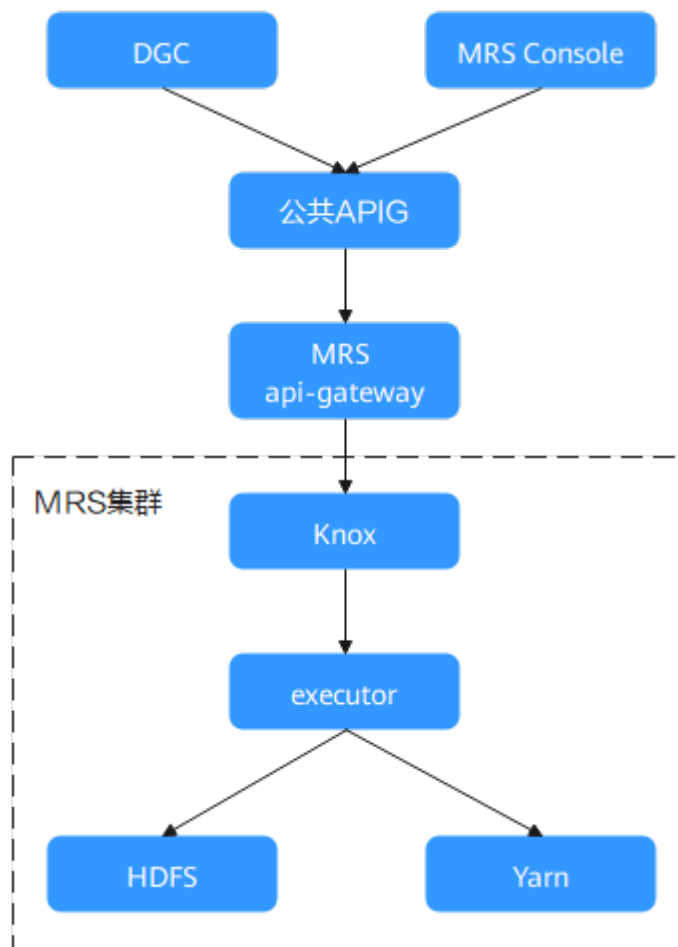 DGC
MRS Console
公共APIG
MRS
api-gateway
MRS集群
Knox
executor
HDFS
Yarn